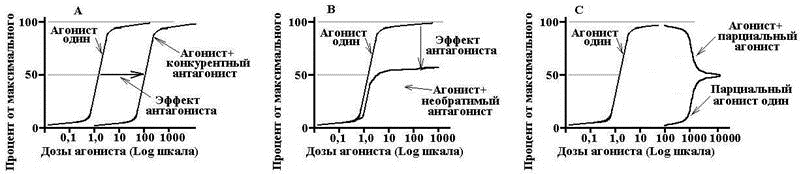 A
Процент от максимального
100
50
0
Агонист
один
Агонист+
конкурентный
антагонист
Эффект
антагониста
0,1 1,0 10 100 1000
Дозы агониста (Log шкала)
B
Процент от максимального
100
50
0
Агонист
один
Эффект
антагониста
Агонист+
необратимый
антагонист
0,1 1,0 10 100 1000
Дозы агониста (Log шкала)
C
Процент от максимального
100
50
0
Агонист
один
Агонист+
парциальный
агонист
Парциальный
агонист один
0,1 1,0 10 100 1000 10000
Дозы агониста (Log шкала)